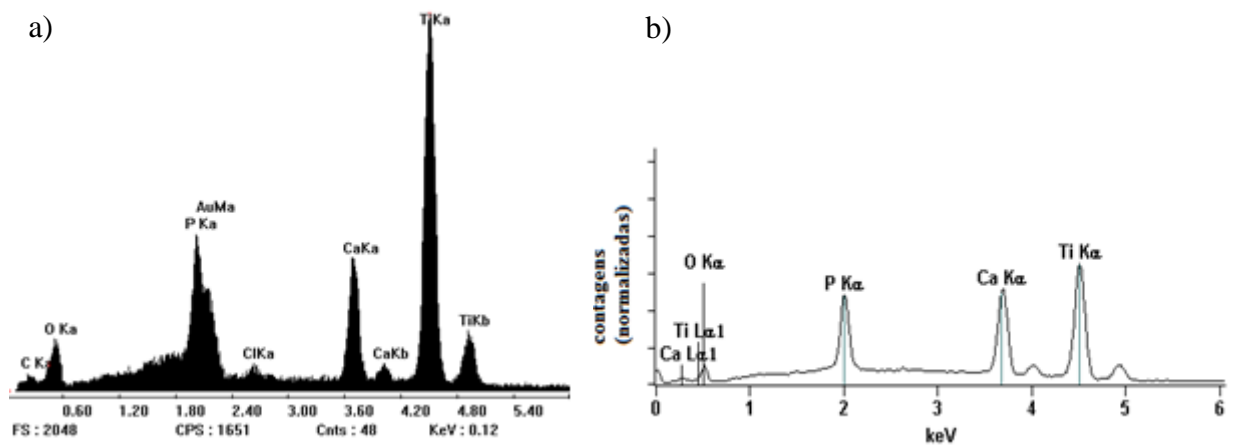 a)
TiKa
AuMa
P Ka
CaKa
O Ka
TiKb
C Ka
ClKa
CaKb
0.60 1.20 1.80 2.40 3.00 3.60 4.20 4.80 5.40
FS : 2048 CPS : 1651 Cnts : 48 KeV : 0.12
b)
contagens
(normalizadas)
O Kα
Ti Lα1
Ca Lα1
P Kα
Ca Kα
Ti Kα
0 1 2 3 4 5 6
keV